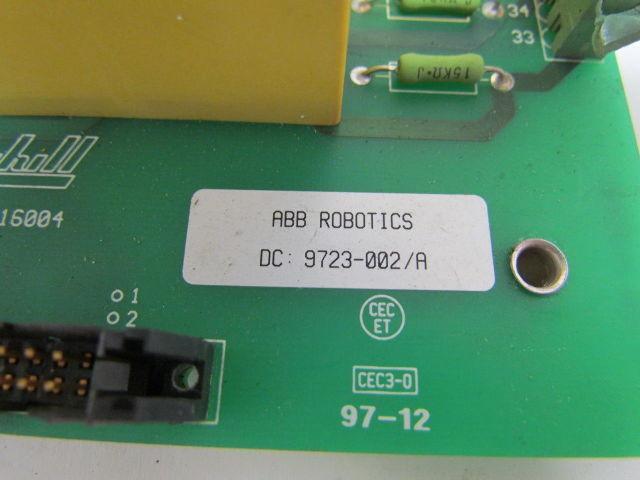 34
15KΩ·J
33
16004
ABB ROBOTICS
DC: 9723-002/A
1
2
CEC
ET
CEC3-0
97-12